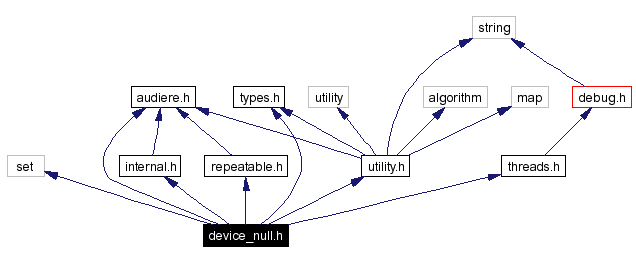 string
audiere.h
types.h
utility
algorithm
map
debug.h
set
internal.h
repeatable.h
utility.h
threads.h
device_null.h